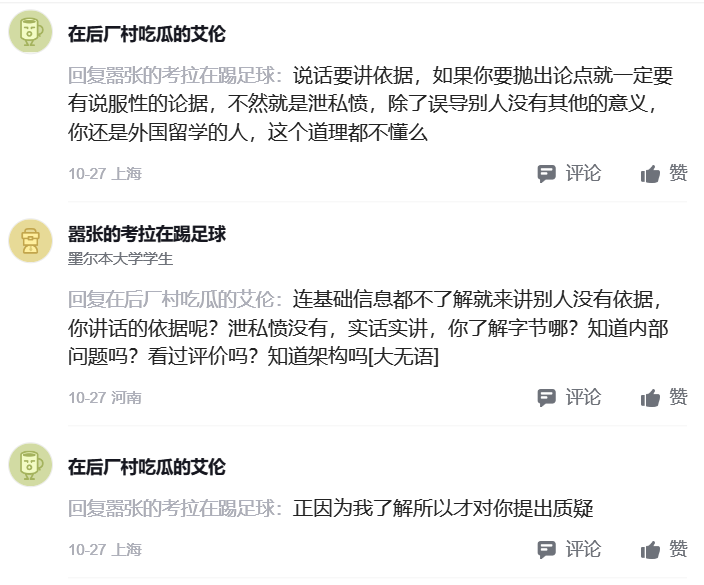 在后厂村吃瓜的艾伦
回复嚣张的考拉在踢足球：说话要讲依据，如果你要抛出论点就一定要
有说服性的论据，不然就是泄私愤，除了误导别人没有其他的意义，
你还是外国留学的人，这个道理都不懂么
10-27 上海 评论 赞
嚣张的考拉在踢足球
墨尔本大学学生
回复在后厂村吃瓜的艾伦：连基础信息都不了解就来讲别人没有依据，
你讲话的依据呢？泄私愤没有，实话实讲，你了解字节哪？知道内部
问题吗？看过评价吗？知道架构吗[大无语]
10-27 河南 评论 赞
在后厂村吃瓜的艾伦
回复嚣张的考拉在踢足球：正因为我了解所以才对你提出质疑
10-27 上海 评论 赞